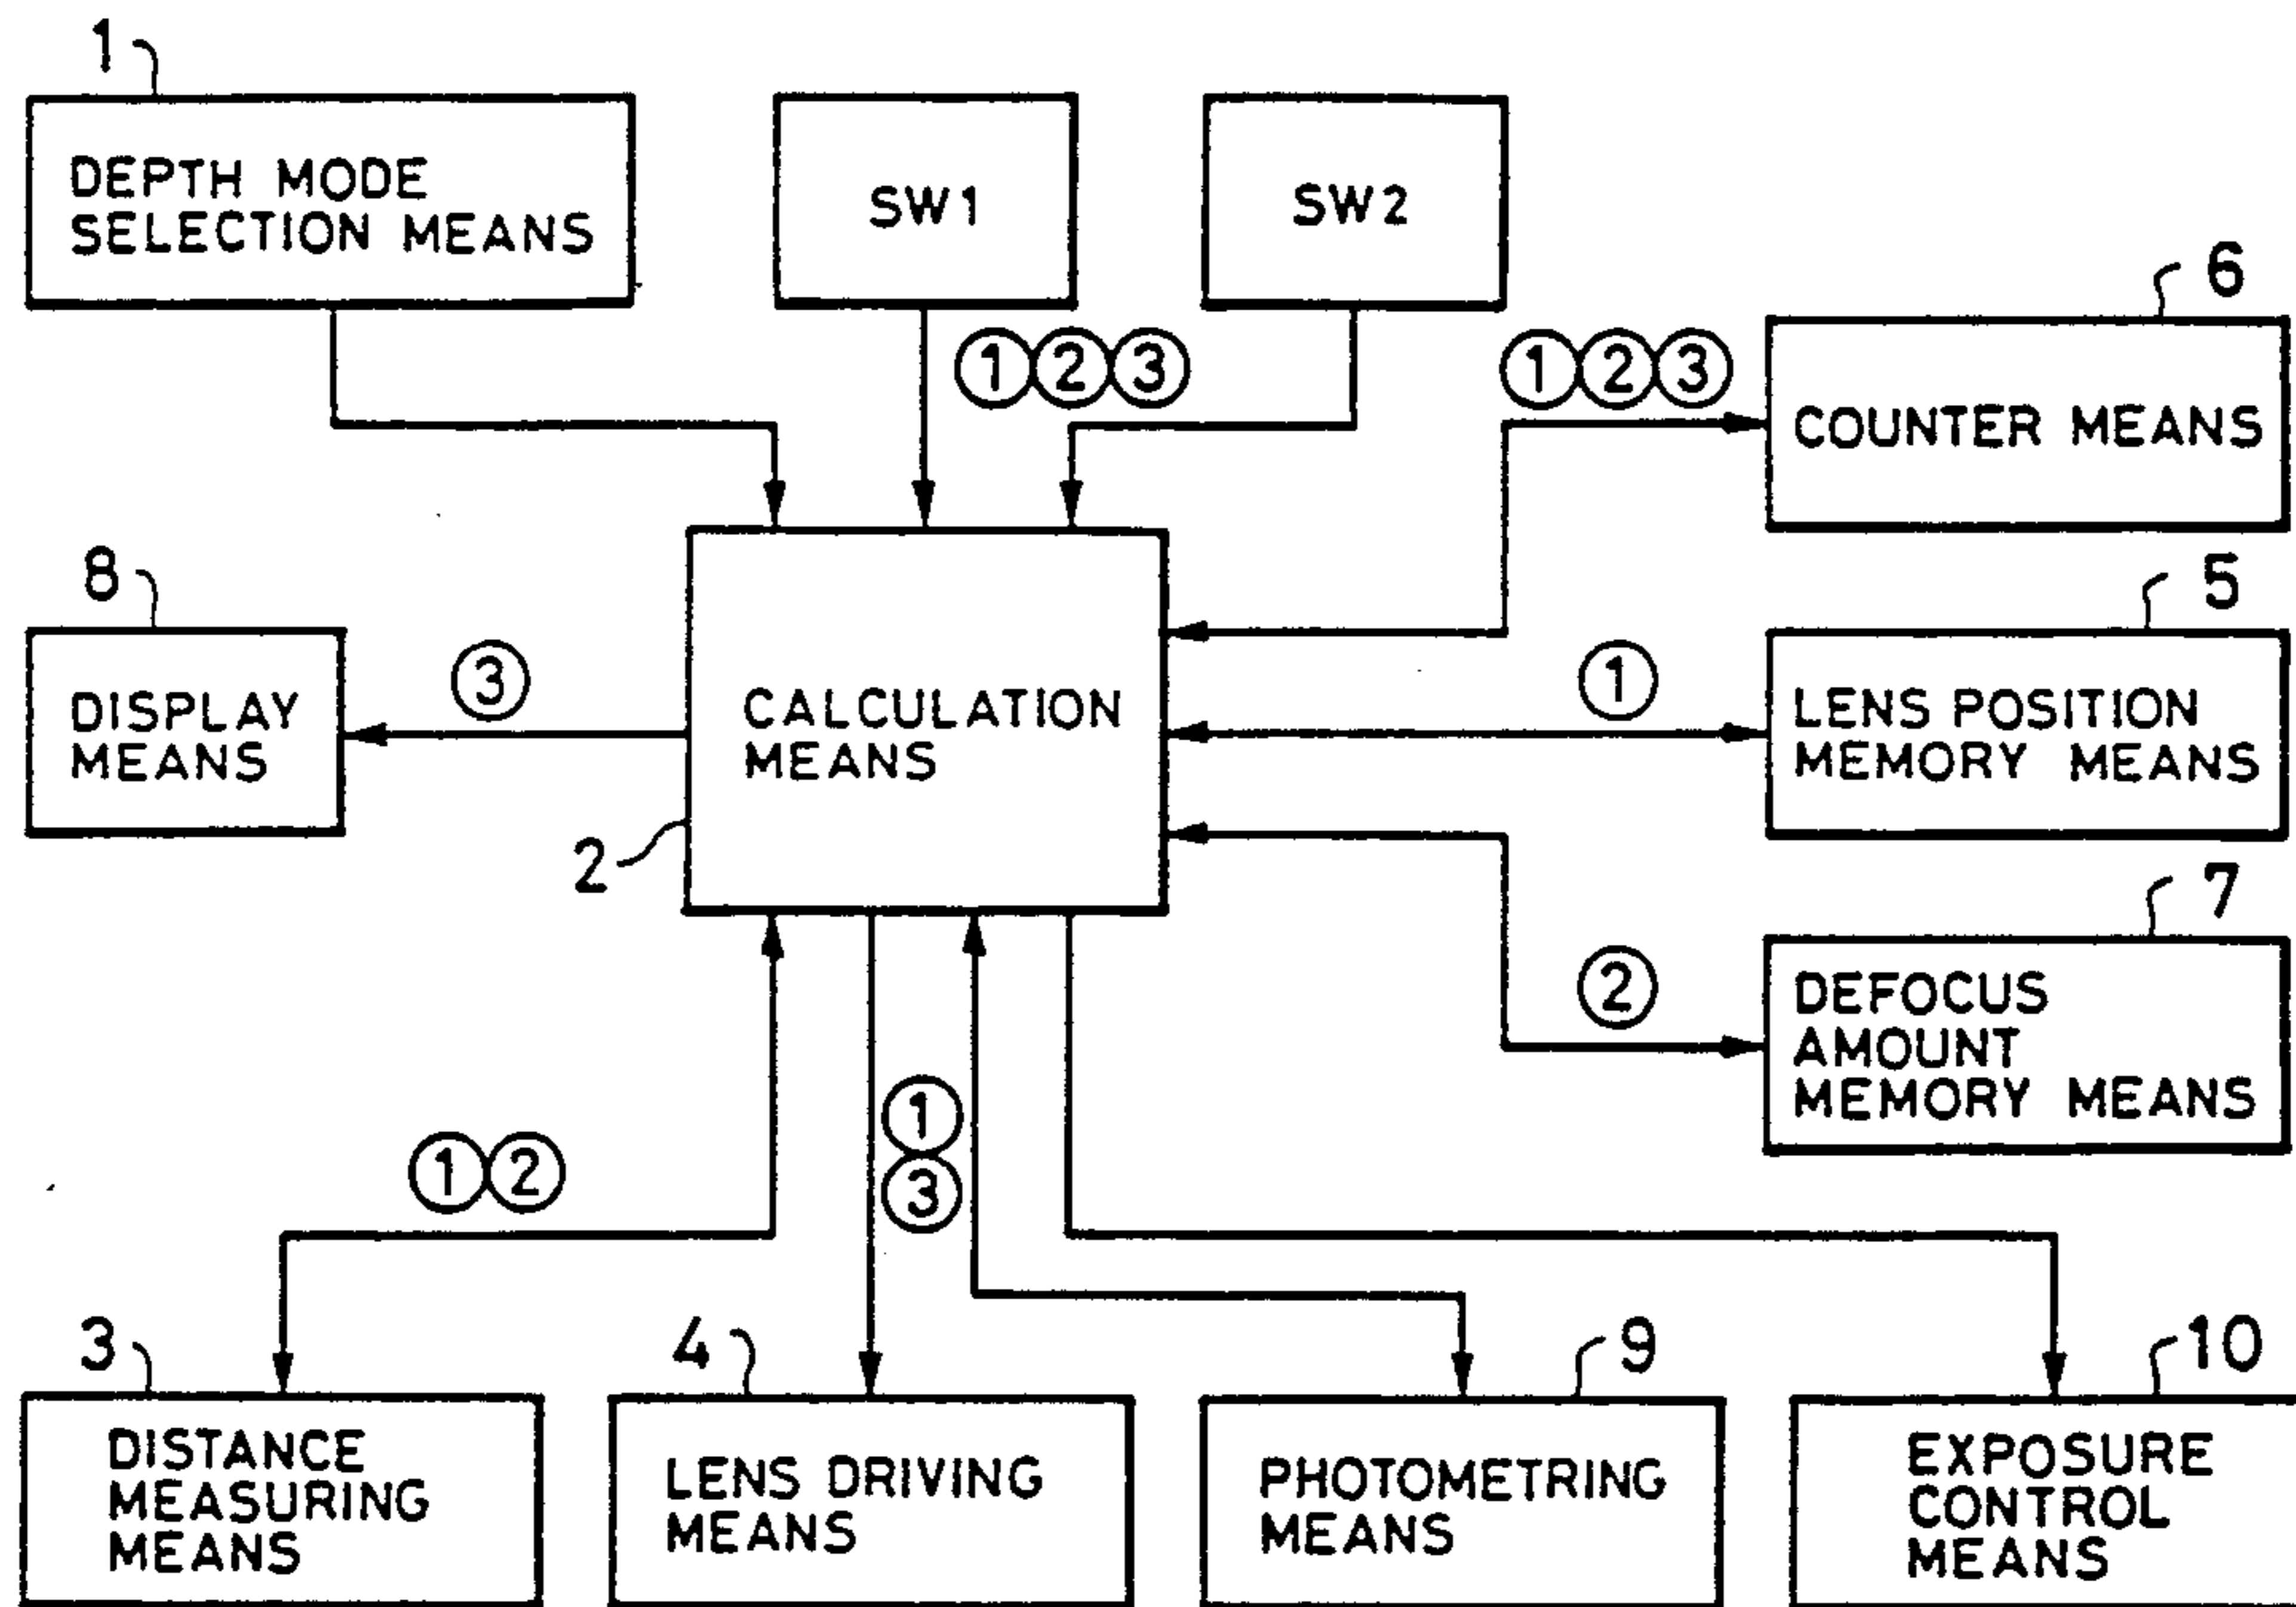 1
DEPTH MODE
SELECTION MEANS
SW1
SW2
①②③
①②③
6
COUNTER MEANS
8
DISPLAY
MEANS
③
CALCULATION
MEANS
2
①
5
LENS POSITION
MEMORY MEANS
②
7
DEFOCUS
AMOUNT
MEMORY MEANS
①②
①
③
3
DISTANCE
MEASURING
MEANS
4
LENS DRIVING
MEANS
9
PHOTOMETRING
MEANS
10
EXPOSURE
CONTROL
MEANS